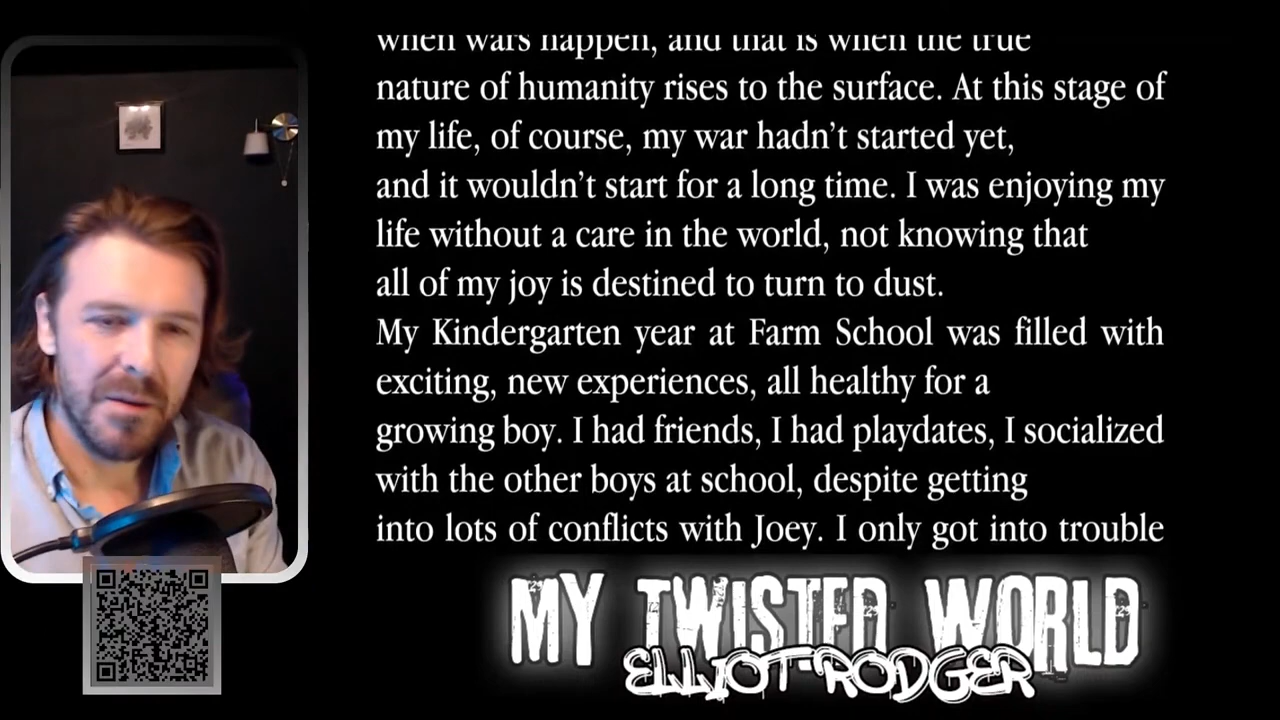 when wars happen, and that is when the true
nature of humanity rises to the surface. At this stage of
my life, of course, my war hadn’t started yet,
and it wouldn’t start for a long time. I was enjoying my
life without a care in the world, not knowing that
all of my joy is destined to turn to dust.
My Kindergarten year at Farm School was filled with
exciting, new experiences, all healthy for a
growing boy. I had friends, I had playdates, I socialized
with the other boys at school, despite getting
into lots of conflicts with Joey. I only got into trouble
MY TWISTED WORLD
ELLIOT RODGER